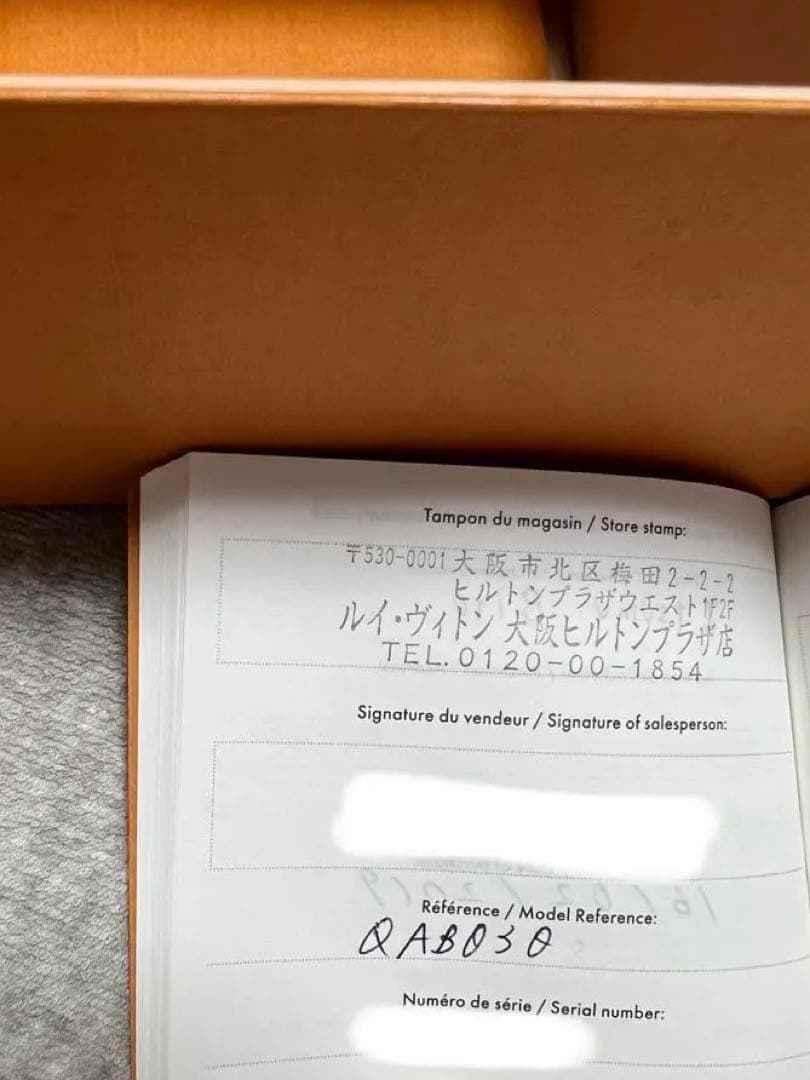 Tampon du magasin / Store stamp:
〒530-0001 大阪市北区梅田2-2-2
ヒルトンプラザウエスト1F2F
ルイ・ヴィトン 大阪ヒルトンプラザ店
TEL.0120-00-1854
Signature du vendeur / Signature of salesperson:
Référence / Model Reference:
QAB030
Numéro de série / Serial number: